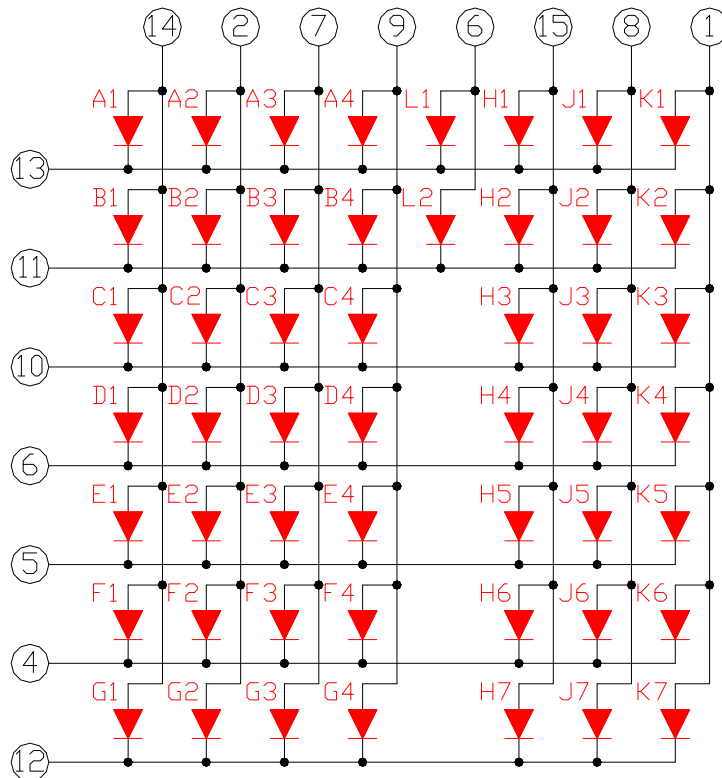 14 2 7 9 6 15 8 1
A1 A2 A3 A4 L1 H1 J1 K1
13
B1 B2 B3 B4 L2 H2 J2 K2
11
C1 C2 C3 C4 H3 J3 K3
10
D1 D2 D3 D4 H4 J4 K4
6
E1 E2 E3 E4 H5 J5 K5
5
F1 F2 F3 F4 H6 J6 K6
4
G1 G2 G3 G4 H7 J7 K7
12